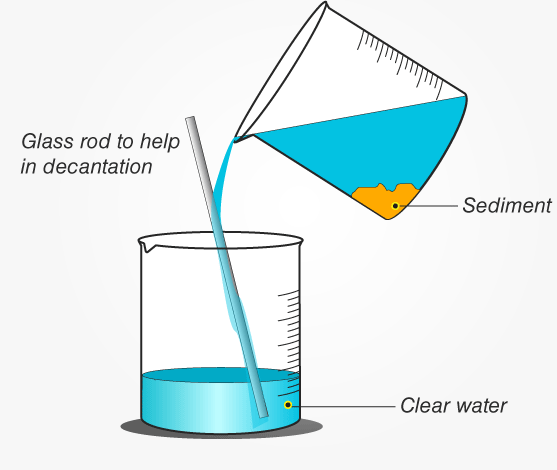 Glass rod to help
in decantation
Sediment
Clear water